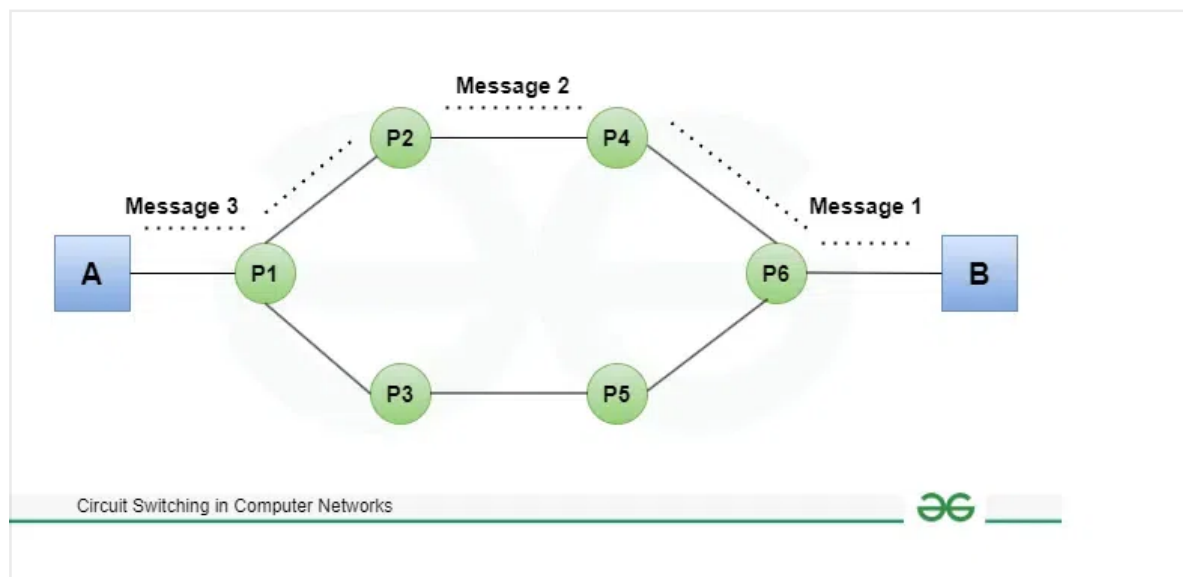 Message 2
P2
P4
Message 3
Message 1
A
P1
P6
B
P3
P5
Circuit Switching in Computer Networks